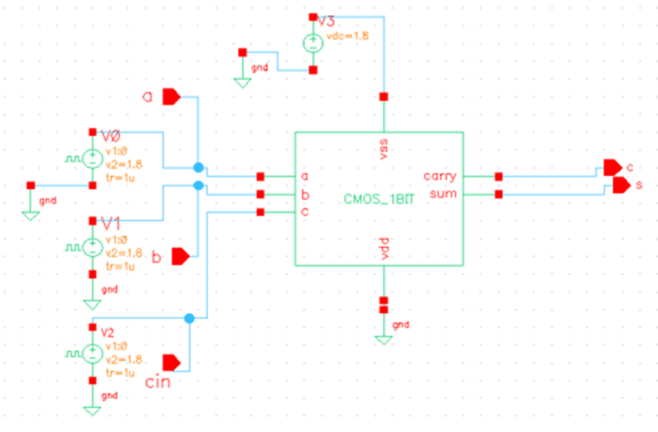 V3
vdc=1.8
gnd
a
VØ
v1:0
v2=1.8
tr=1u
gnd
V1
v1:0
v2=1.8
tr=1u
gnd
b
V2
v1:0
v2=1.8
tr=1u
gnd
cin
vss
a
b
c
CMOS_1BIT
carry
sum
vdd
gnd
c
s